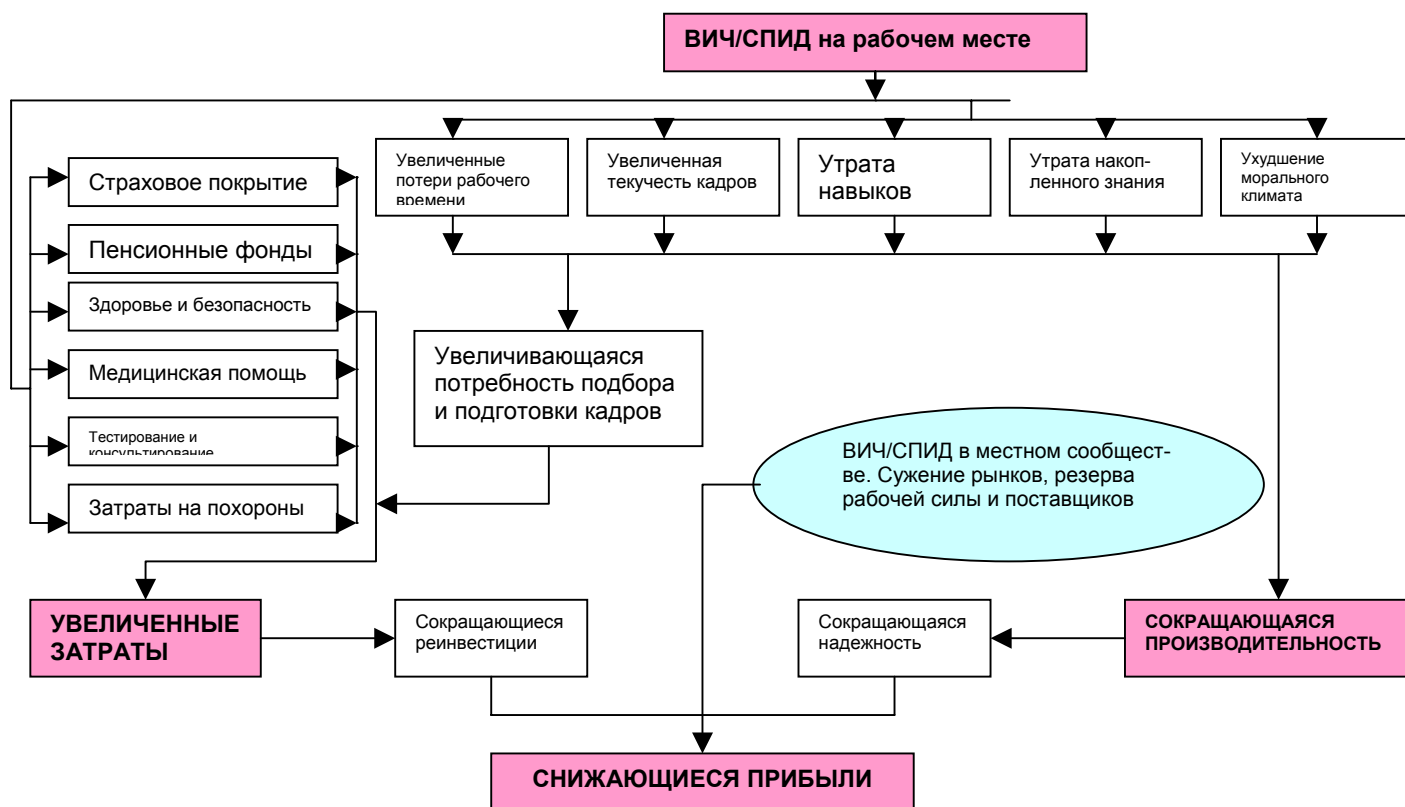 ВИЧ/СПИД на рабочем месте
Увеличенные
потери рабочего
времени
Увеличенная
текучесть кадров
Утрата
навыков
Утрата накоп-
ленного знания
Ухудшение
морального
климата
Страховое покрытие
Пенсионные фонды
Здоровье и безопасность
Медицинская помощь
Тестирование и
консультирование
Затраты на похороны
Увеличивающаяся
потребность подбора
и подготовки кадров
ВИЧ/СПИД в местном сообщест-
ве. Сужение рынков, резерва
рабочей силы и поставщиков
УВЕЛИЧЕННЫЕ
ЗАТРАТЫ
Сокращающиеся
реинвестиции
Сокращающаяся
надежность
СОКРАЩАЮЩАЯСЯ
ПРОИЗВОДИТЕЛЬНОСТЬ
СНИЖАЮЩИЕСЯ ПРИБЫЛИ